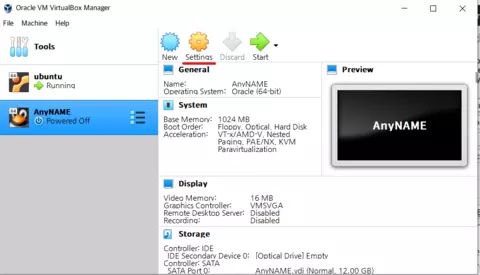 Oracle VM VirtualBox Manager
File Machine Help
Tools
New Settings Discard Start
ubuntu
Running
AnyNAME
Powered Off
General
Name: AnyNAME
Operating System: Oracle (64-bit)
System
Base Memory: 1024 MB
Boot Order: Floppy, Optical, Hard Disk
Acceleration: VT-x/AMD-V, Nested
Paging, PAE/NX, KVM
Paravirtualization
Preview
AnyNAME
Display
Video Memory: 16 MB
Graphics Controller: VMSVGA
Remote Desktop Server: Disabled
Recording: Disabled
Storage
Controller: IDE
IDE Secondary Device 0: [Optical Drive] Empty
Controller: SATA
SATA Port 0: AnyNAME.vdi (Normal, 12.00 GB)